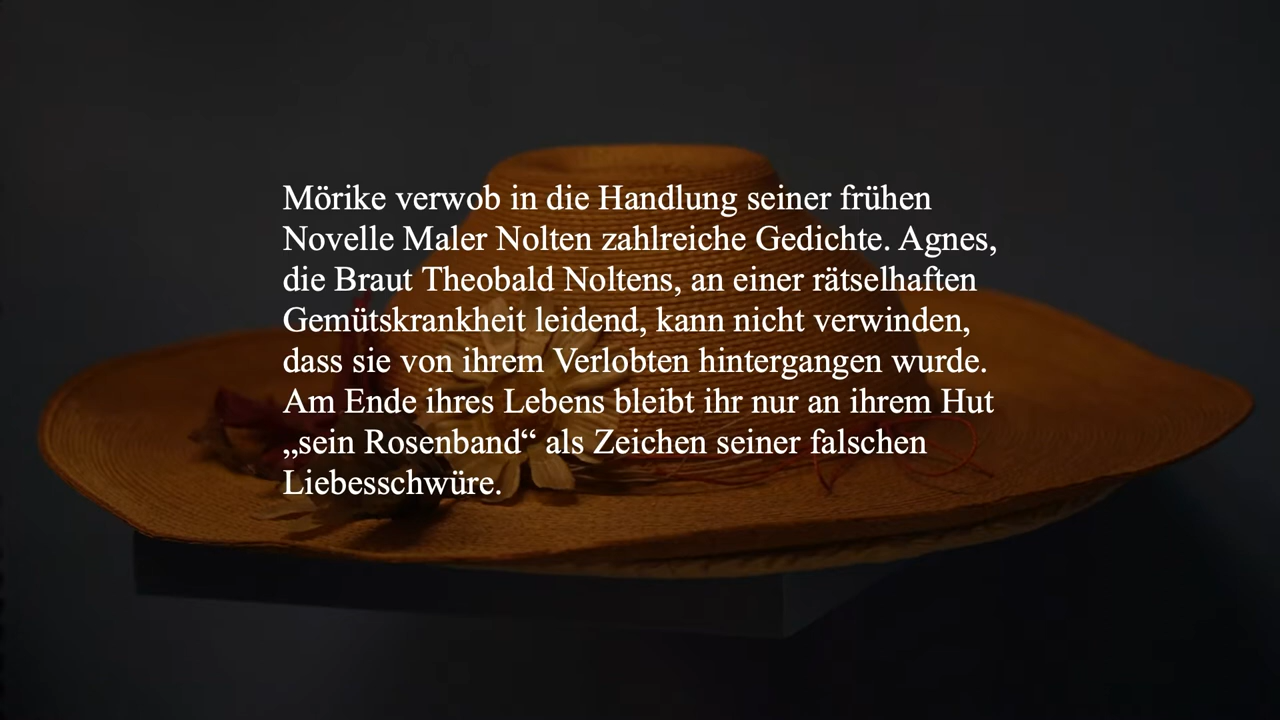 Mörike verwob in die Handlung seiner frühen
Novelle Maler Nolten zahlreiche Gedichte. Agnes,
die Braut Theobald Noltens, an einer rätselhaften
Gemütskrankheit leidend, kann nicht verwinden,
dass sie von ihrem Verlobten hintergangen wurde.
Am Ende ihres Lebens bleibt ihr nur an ihrem Hut
„sein Rosenband“ als Zeichen seiner falschen
Liebesschwüre.